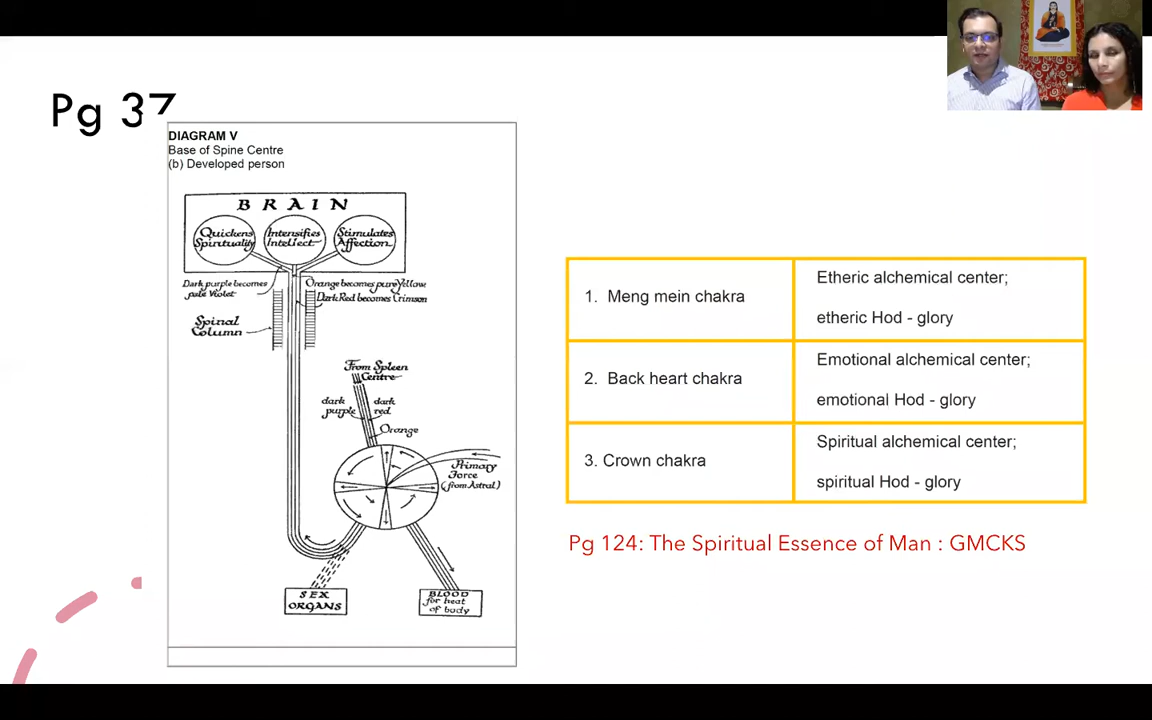 Pg 37
DIAGRAM V
Base of Spine Centre
(b) Developed person
BRAIN
Quickens
Spirituality
Intensifies
Intellect
Stimulates
Affection
Dark purple becomes
pale Violet
Orange becomes pure Yellow
Dark Red becomes Crimson
Spinal
Column
From Spleen
Centre
dark
purple
dark
red
Orange
Primary
Force
(from Astral)
SEX
ORGANS
BLOOD
for heat
of body
1. Meng mein chakra
Etheric alchemical center;
etheric Hod - glory
2. Back heart chakra
Emotional alchemical center;
emotional Hod - glory
3. Crown chakra
Spiritual alchemical center;
spiritual Hod - glory
Pg 124: The Spiritual Essence of Man : GMCKS